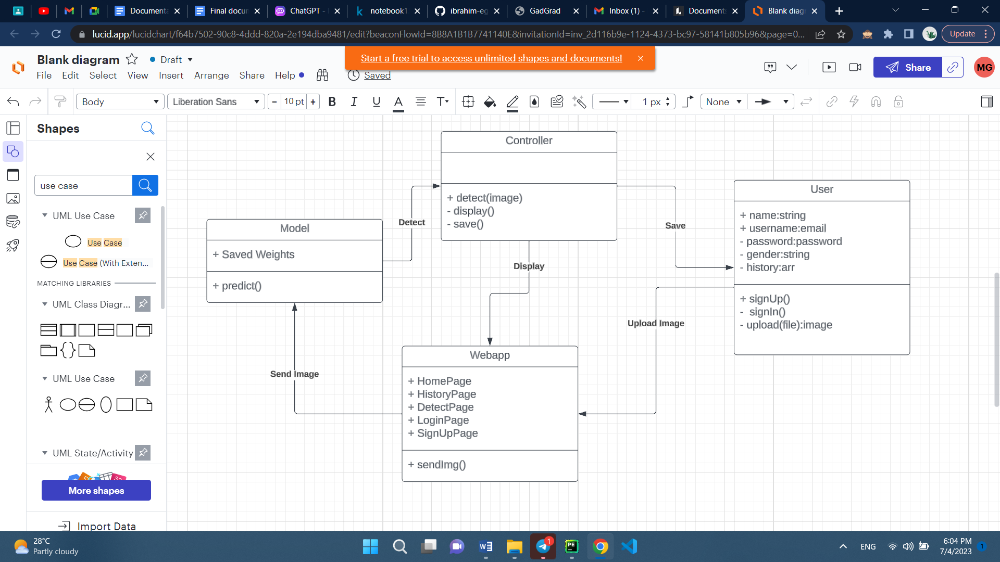 Documenta
Final docun
ChatGPT -
notebook1
ibrahim-eg
GadGrad
Inbox (1) -
Documents
Blank diagr
lucid.app/lucidchart/f64b7502-90c8-4ddd-820a-2e194dba9481/edit?beaconFlowId=8B8A1B1B7741140E&invitationId=inv_2d116b9e-1124-4373-bc97-58141b805b96&page=0...
Update
Blank diagram
Draft
Start a free trial to access unlimited shapes and documents!
File Edit Select View Insert Arrange Share Help
Saved
Share
MG
Body
Liberation Sans
- 10 pt +
B I U A T
1 px
None
Shapes
use case
UML Use Case
Use Case
Use Case (With Exten...
MATCHING LIBRARIES
UML Class Diagr...
UML Use Case
UML State/Activity
More shapes
Import Data
Controller
+ detect(image)
- display()
- save()
Model
+ Saved Weights
+ predict()
Detect
Display
Save
User
+ name:string
+ username:email
- password:password
- gender:string
- history:arr
+ signUp()
- signIn()
- upload(file):image
Upload Image
Send Image
Webapp
+ HomePage
+ HistoryPage
+ DetectPage
+ LoginPage
+ SignUpPage
+ sendImg()
28°C
Partly cloudy
1
PE
ENG
6:04 PM
7/4/2023
1